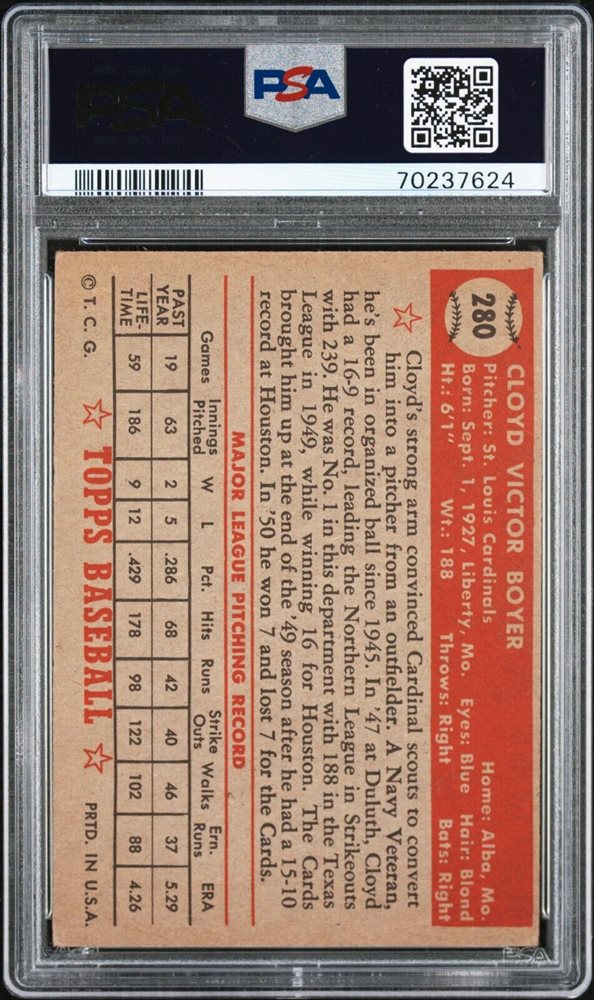 PSA
PSA
70237624
280
CLOYD VICTOR BOYER
Pitcher: St. Louis Cardinals Home: Alba, Mo.
Born: Sept. 1, 1927, Liberty, Mo. Eyes: Blue Hair: Blond
Ht.: 6'1" Wt.: 188 Throws: Right Bats: Right
Cloyd's strong arm convinced Cardinal scouts to convert
him into a pitcher from an outfielder. A Navy Veteran,
he's been in organized ball since 1945. In '47 at Duluth, Cloyd
had a 16-9 record, leading the Northern League in Strikeouts
with 239. He was No. 1 in this department with 188 in the Texas
League in 1949, while winning 16 for Houston. The Cards
brought him up at the end of the '49 season after he had a 15-10
record at Houston. In '50 he won 7 and lost 7 for the Cards.
MAJOR LEAGUE PITCHING RECORD
Games Innings Pitched W L Pct. Hits Runs Strike Outs Walks Ern. Runs ERA
PAST YEAR 19 63 2 5 .286 68 42 40 46 37 5.29
LIFE-TIME 59 186 9 12 .429 178 98 122 102 88 4.26
© T. C. G. TOPPS BASEBALL PRTD. IN U.S.A.
PSA